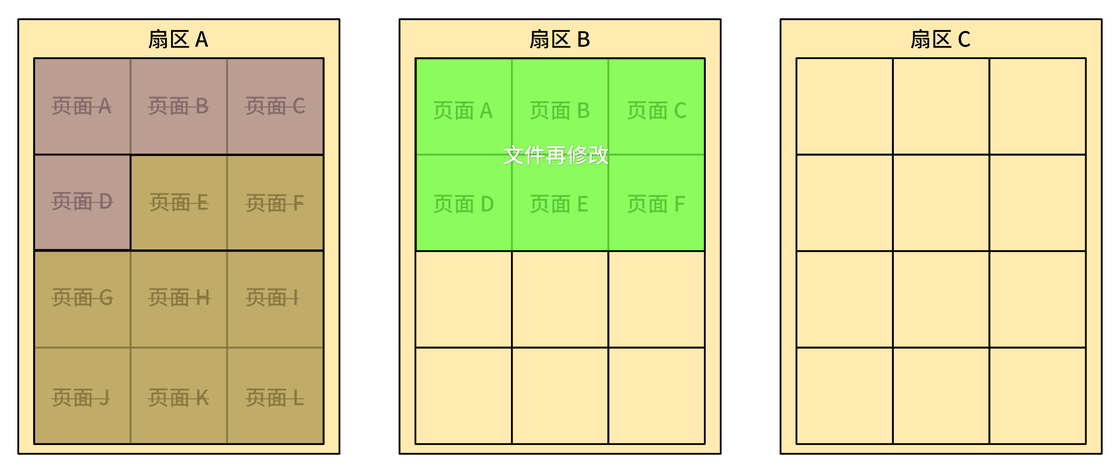 扇区 A
页面 A 页面 B 页面 C
页面 D 页面 E 页面 F
页面 G 页面 H 页面 I
页面 J 页面 K 页面 L
扇区 B
页面 A 页面 B 页面 C
文件再修改
页面 D 页面 E 页面 F
扇区 C